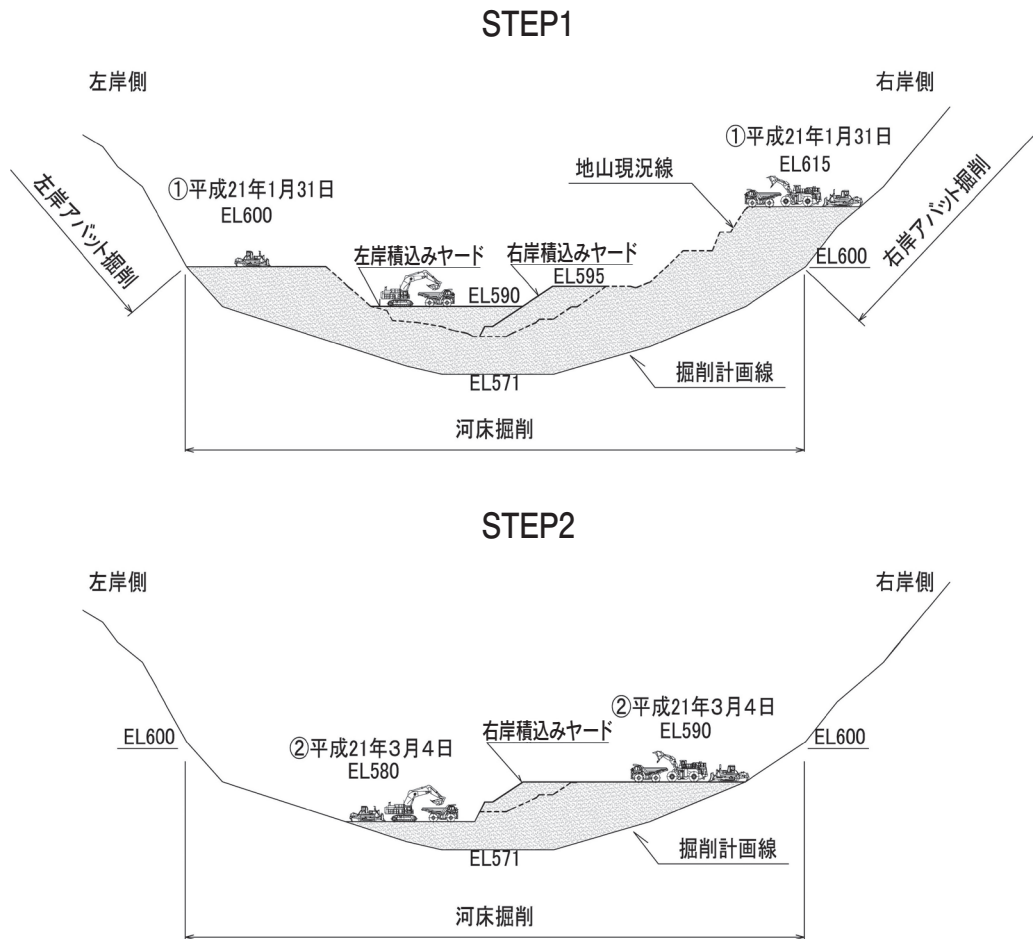 STEP1
左岸側
右岸側
①平成21年1月31日
EL615
地山現況線
①平成21年1月31日
EL600
左岸アバット掘削
右岸アバット掘削
左岸積込みヤード
右岸積込みヤード
EL595
EL590
EL600
EL571
掘削計画線
河床掘削
STEP2
左岸側
右岸側
②平成21年3月4日
EL590
右岸積込みヤード
EL600
②平成21年3月4日
EL580
EL600
EL571
掘削計画線
河床掘削